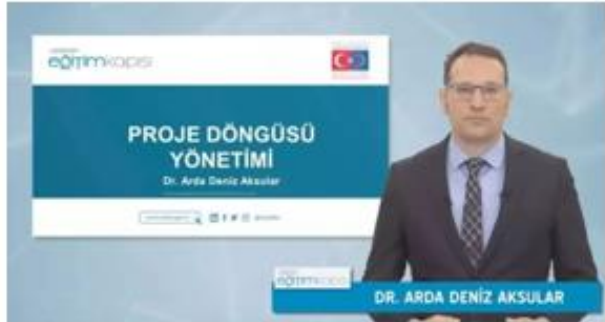 eğitimkapısı
PROJE DÖNGÜSÜ
YÖNETİMİ
Dr. Arda Deniz Aksular
eğitimkapısı
DR. ARDA DENİZ AKSULAR